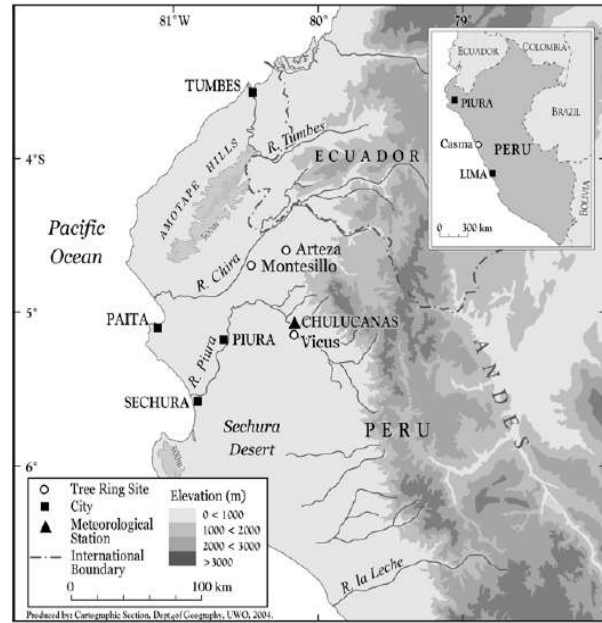 81°W
80°
79°
ECUADOR
COLOMBIA
PIURA
BRAZIL
Casma
PERU
LIMA
BOLIVIA
0 300 km
TUMBES
R. Tumbes
4°S
ECUADOR
AMOTAPE HILLS
500m
Pacific
Ocean
Arteza
Montesillo
R. Chira
5°
PAITA
CHULUCANAS
Vicus
PIURA
R. Piura
ANDES
SECHURA
Sechura
Desert
PERU
6°
500m
Tree Ring Site
City
Meteorological
Station
International
Boundary
Elevation (m)
0 < 1000
1000 < 2000
2000 < 3000
>3000
0 100 km
R. la Leche
Produced by: Cartographic Section, Dept. of Geography, UWO, 2004.